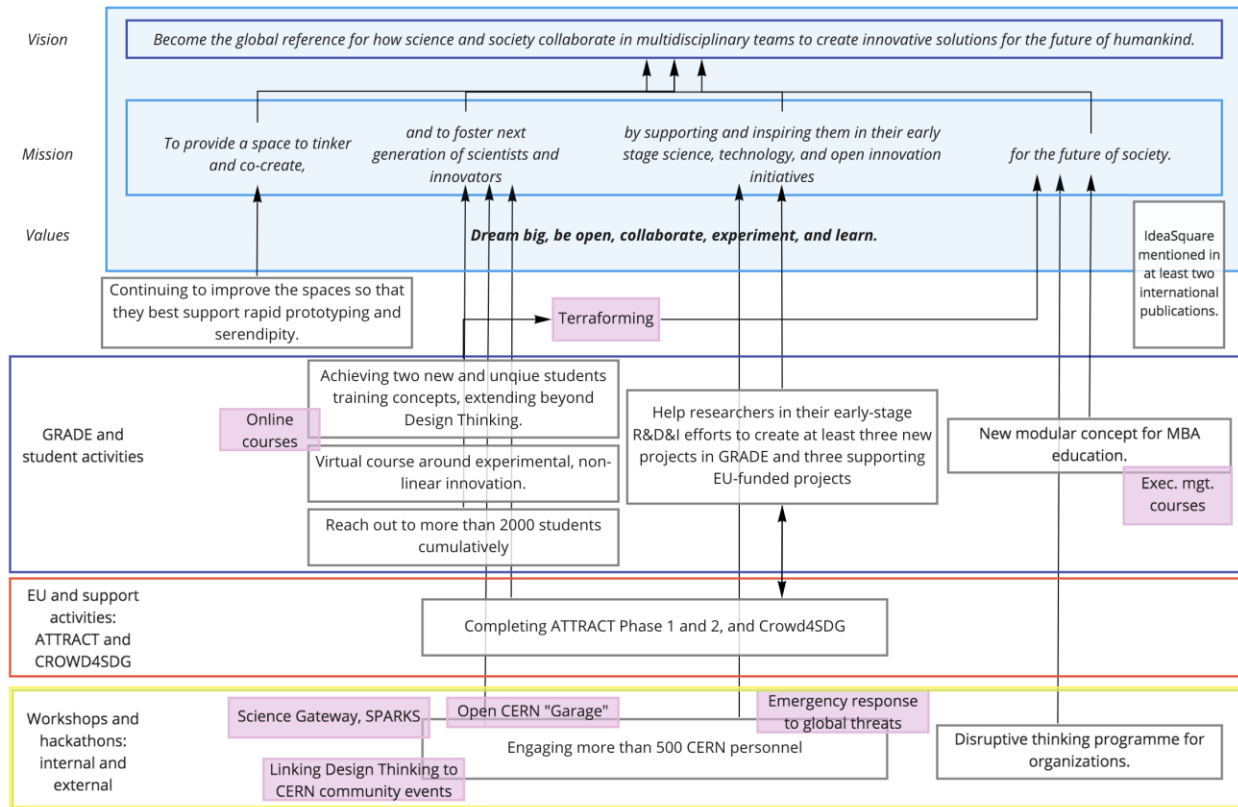 Vision
Become the global reference for how science and society collaborate in multidisciplinary teams to create innovative solutions for the future of humankind.
Mission
To provide a space to tinker
and co-create,
and to foster next
generation of scientists and
innovators
by supporting and inspiring them in their early
stage science, technology, and open innovation
initiatives
for the future of society.
Values
Dream big, be open, collaborate, experiment, and learn.
IdeaSquare
mentioned in
at least two
international
publications.
Continuing to improve the spaces so that
they best support rapid prototyping and
serendipity.
Terraforming
GRADE and
student activities
Online
courses
Achieving two new and unqiue students
training concepts, extending beyond
Design Thinking.
Virtual course around experimental, non-
linear innovation.
Reach out to more than 2000 students
cumulatively
Help researchers in their early-stage
R&D&I efforts to create at least three new
projects in GRADE and three supporting
EU-funded projects
New modular concept for MBA
education.
Exec. mgt.
courses
EU and support
activities:
ATTRACT and
CROWD4SDG
Completing ATTRACT Phase 1 and 2, and Crowd4SDG
Workshops and
hackathons:
internal and
external
Science Gateway, SPARKS
Open CERN "Garage"
Emergency response
to global threats
Engaging more than 500 CERN personnel
Linking Design Thinking to
CERN community events
Disruptive thinking programme for
organizations.